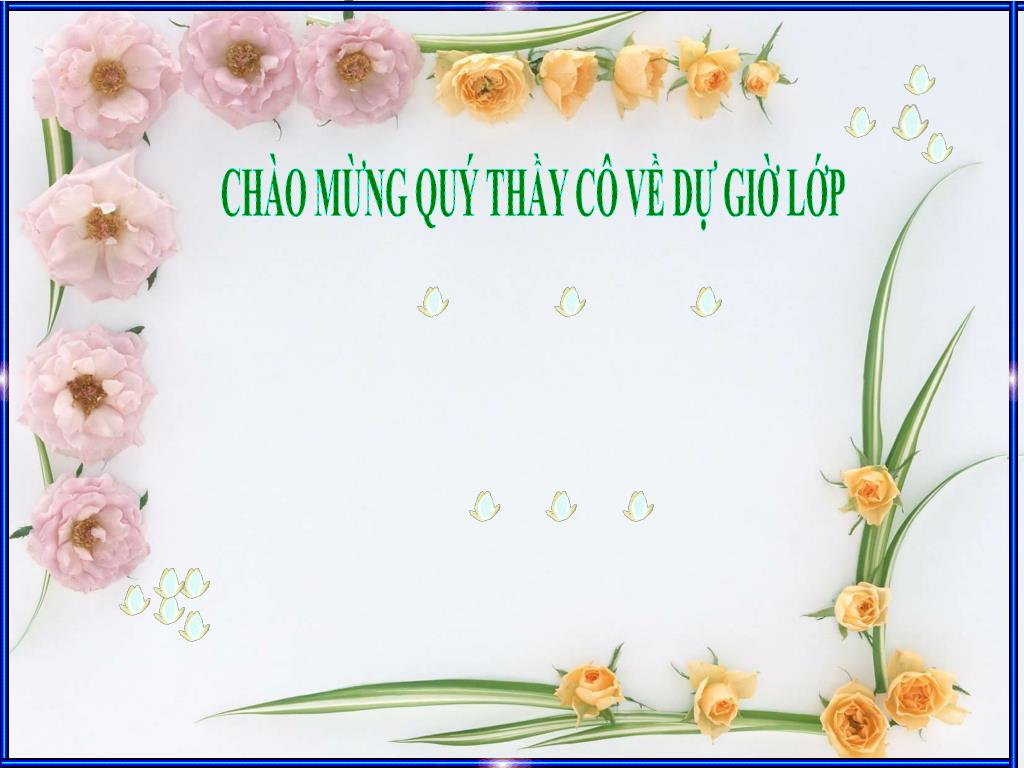 CHÀO MỪNG QUÝ THẦY CÔ VỀ DỰ GIỜ LỚP